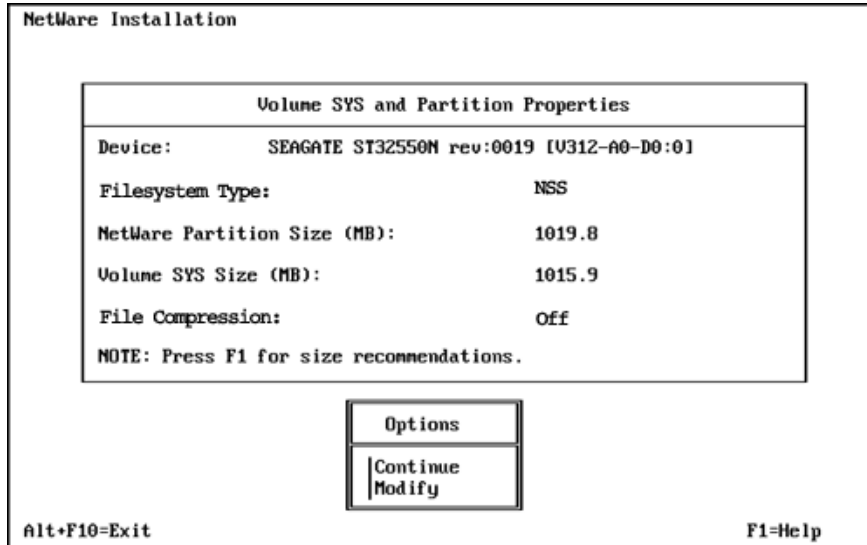 NetWare Installation
Volume SYS and Partition Properties
Device: SEAGATE ST32550N rev:0019 [V312-A0-D0:0]
Filesystem Type: NSS
NetWare Partition Size (MB): 1019.8
Volume SYS Size (MB): 1015.9
File Compression: Off
NOTE: Press F1 for size recommendations.
Options
Continue
Modify
Alt+F10=Exit F1=Help